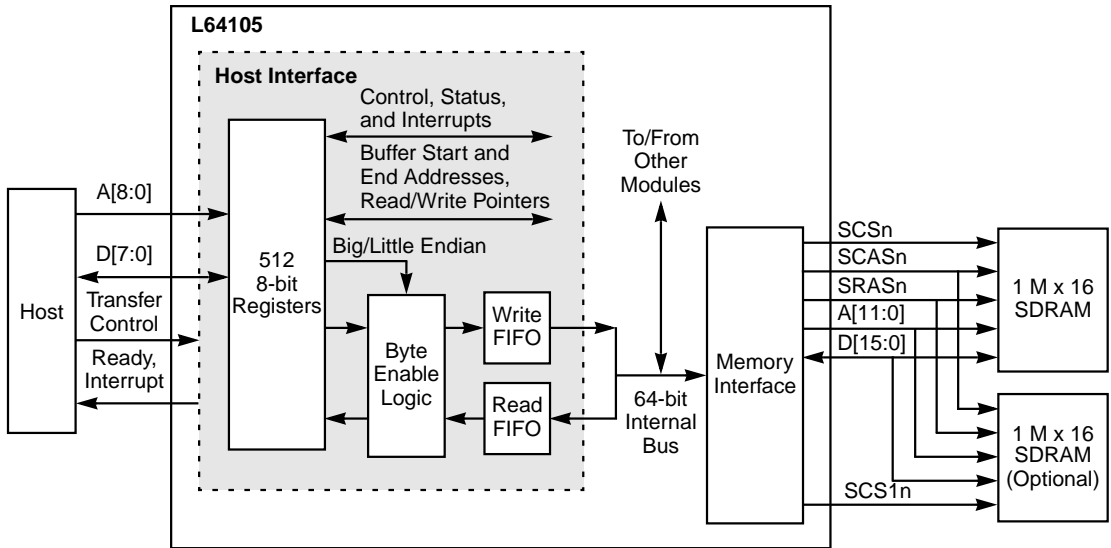 L64105
Host Interface
Control, Status,
and Interrupts
Buffer Start and
End Addresses,
Read/Write Pointers
Big/Little Endian
A[8:0]
D[7:0]
Transfer
Control
Ready,
Interrupt
Host
512
8-bit
Registers
Byte
Enable
Logic
Write
FIFO
Read
FIFO
To/From
Other
Modules
64-bit
Internal
Bus
Memory
Interface
SCSn
SCASn
SRASn
A[11:0]
D[15:0]
SCS1n
1 M x 16
SDRAM
1 M x 16
SDRAM
(Optional)